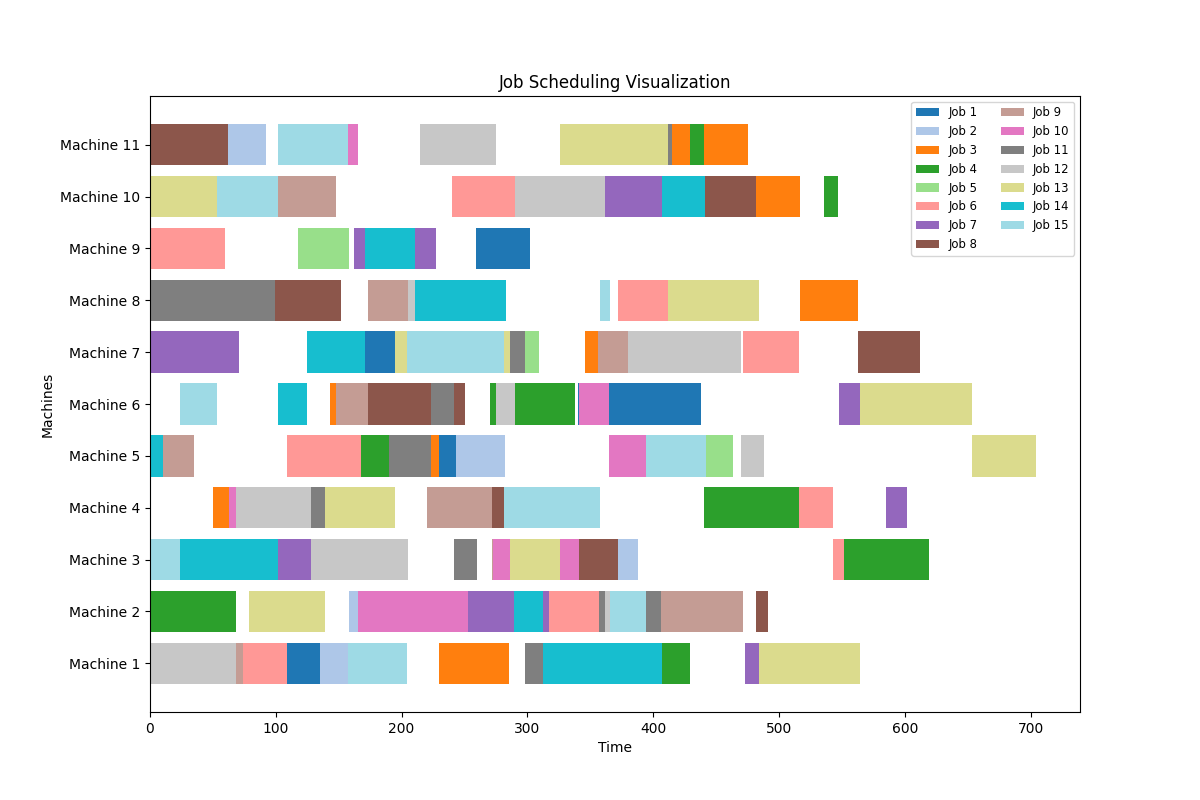 Job Scheduling Visualization
Machine 11
Machine 10
Machine 9
Machine 8
Machine 7
Machine 6
Machine 5
Machine 4
Machine 3
Machine 2
Machine 1
Machines
0 100 200 300 400 500 600 700
Time
Job 1
Job 2
Job 3
Job 4
Job 5
Job 6
Job 7
Job 8
Job 9
Job 10
Job 11
Job 12
Job 13
Job 14
Job 15